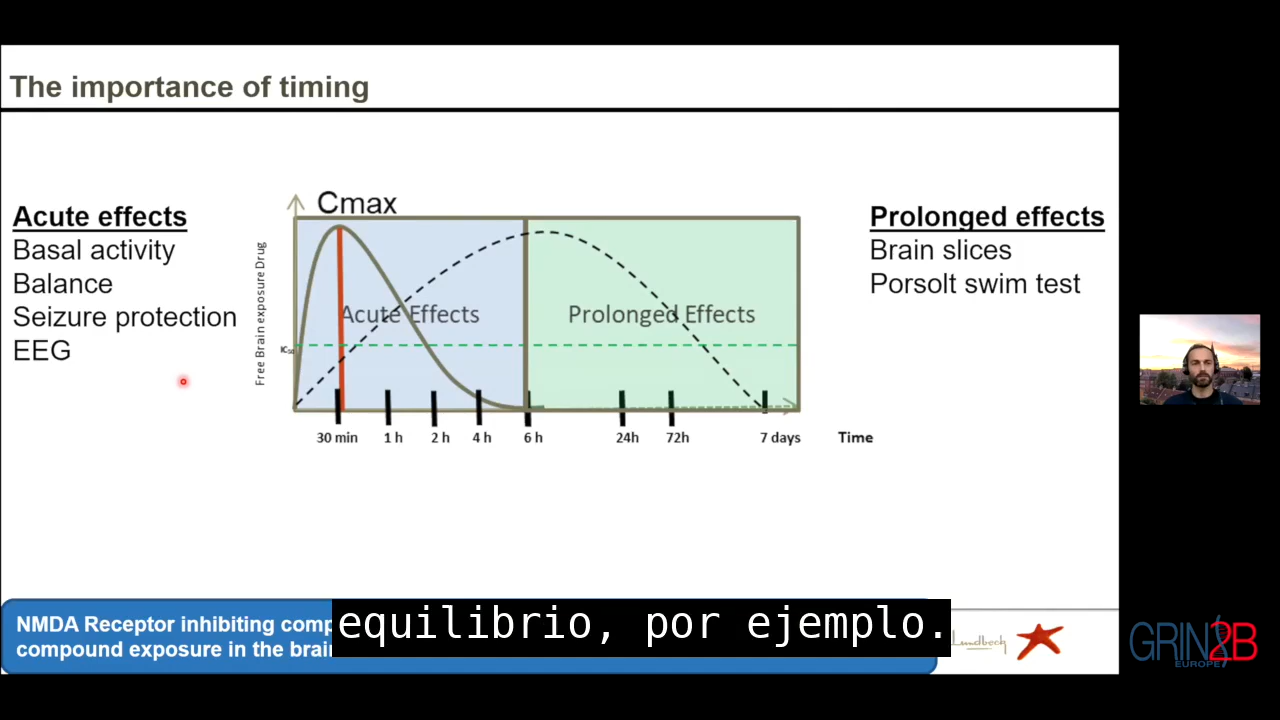 The importance of timing
Acute effects
Basal activity
Balance
Seizure protection
EEG
Cmax
Free Brain exposure Drug
IC50
Acute Effects
Prolonged Effects
30 min 1 h 2 h 4 h 6 h 24h 72h 7 days Time
Prolonged effects
Brain slices
Porsolt swim test
NMDA Receptor inhibiting
compound exposure in the
equilibrio, por ejemplo.
Lundbeck
GRIN2B
EUROPE